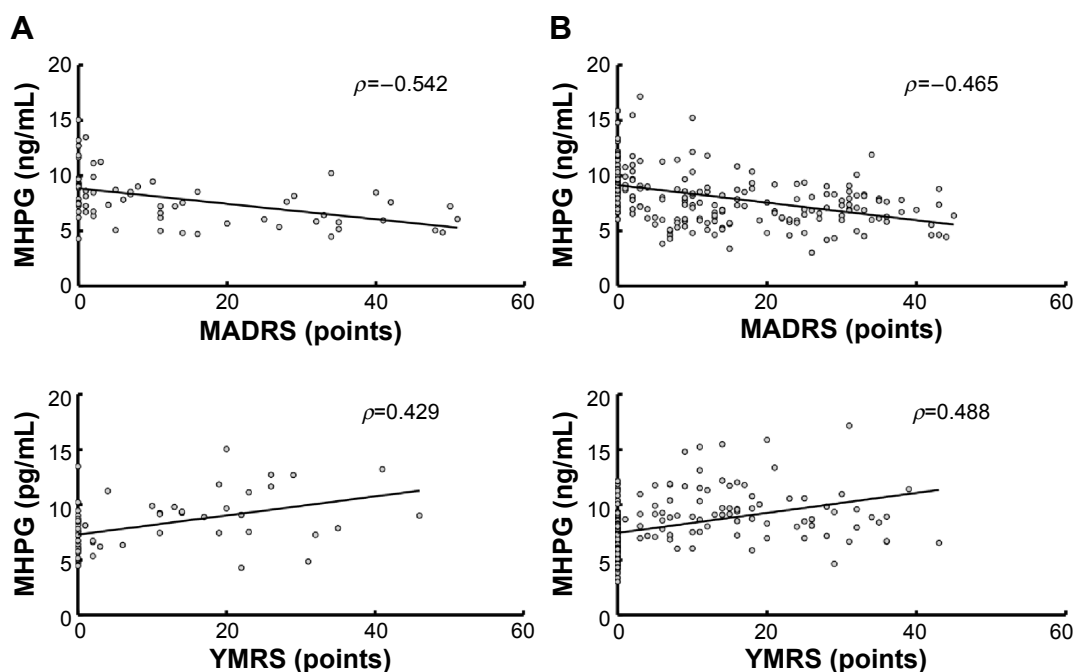 A
B
20
15
10
5
0
MHPG (ng/mL)
ρ=−0.542
0
20
40
60
MADRS (points)
20
15
10
5
0
MHPG (ng/mL)
ρ=−0.465
0
20
40
60
MADRS (points)
20
15
10
5
0
MHPG (pg/mL)
ρ=0.429
0
20
40
60
YMRS (points)
20
15
10
5
0
MHPG (ng/mL)
ρ=0.488
0
20
40
60
YMRS (points)